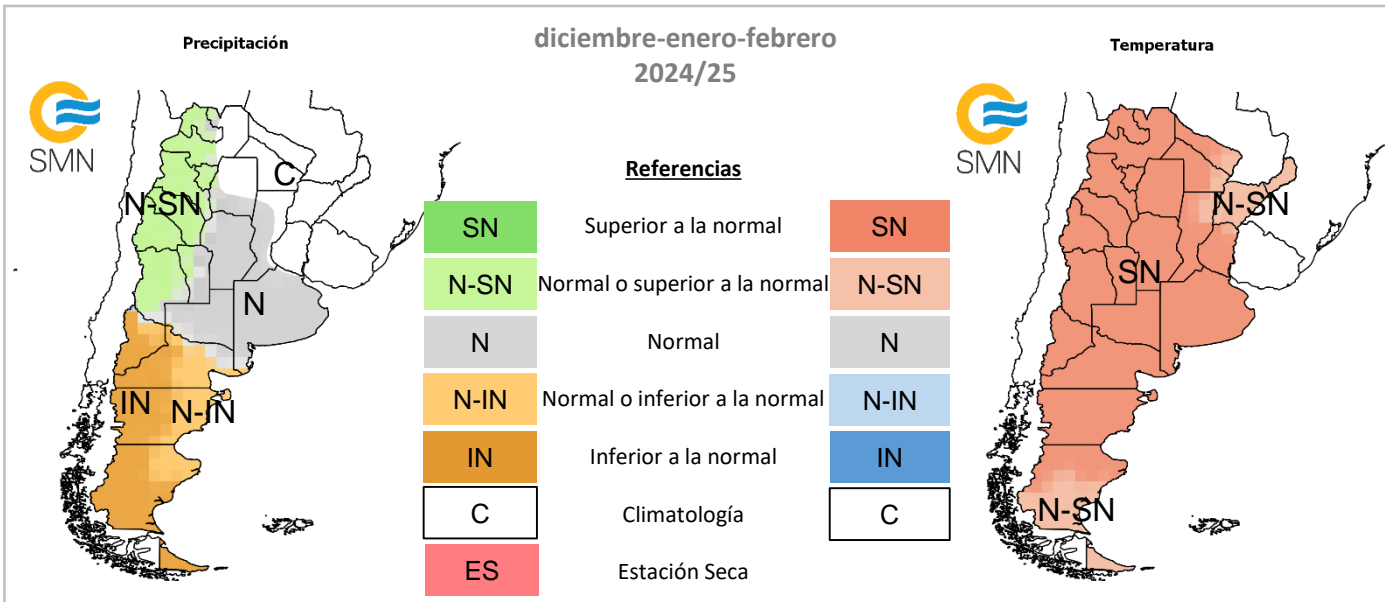 diciembre-enero-febrero
2024/25
Precipitación
SMN
N-SN
C
N
IN
N-IN
Referencias
SN Superior a la normal SN
N-SN Normal o superior a la normal N-SN
N Normal N
N-IN Normal o inferior a la normal N-IN
IN Inferior a la normal IN
C Climatología C
ES Estación Seca
Temperatura
SMN
N-SN
SN
N-SN